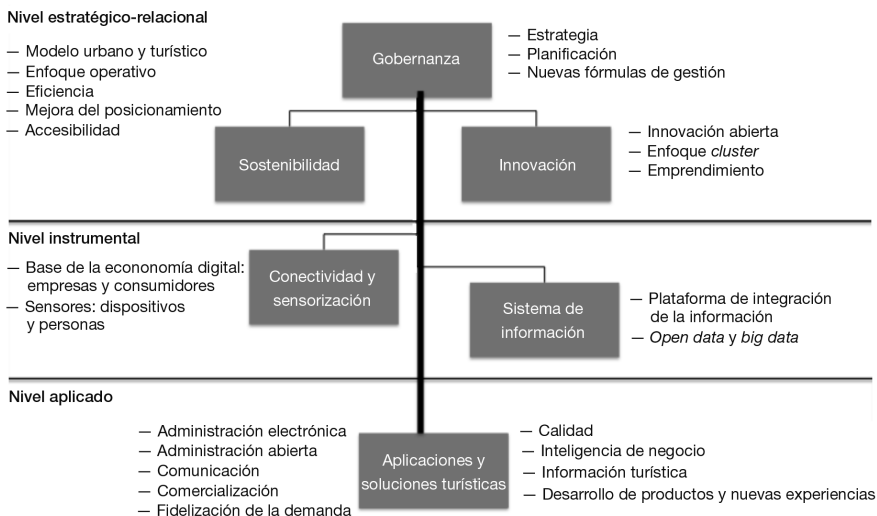 Nivel estratégico-relacional
— Modelo urbano y turístico
— Enfoque operativo
— Eficiencia
— Mejora del posicionamiento
— Accesibilidad
Gobernanza
— Estrategia
— Planificación
— Nuevas fórmulas de gestión
Sostenibilidad
Innovación
— Innovación abierta
— Enfoque cluster
— Emprendimiento
Nivel instrumental
— Base de la econonomía digital:
empresas y consumidores
— Sensores: dispositivos
y personas
Conectividad y
sensorización
Sistema de
información
— Plataforma de integración
de la información
— Open data y big data
Nivel aplicado
— Administración electrónica
— Administración abierta
— Comunicación
— Comercialización
— Fidelización de la demanda
Aplicaciones y
soluciones turísticas
— Calidad
— Inteligencia de negocio
— Información turística
— Desarrollo de productos y nuevas experiencias